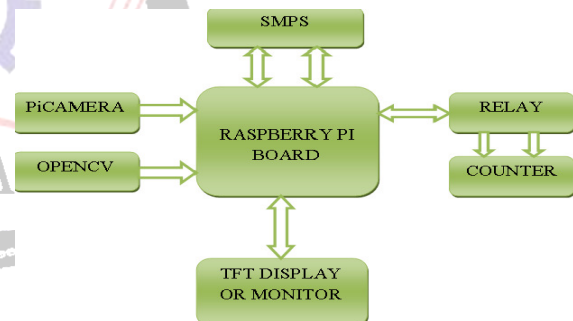 SMPS
PiCAMERA
RASPBERRY PI
BOARD
RELAY
OPENCV
COUNTER
TFT DISPLAY
OR MONITOR